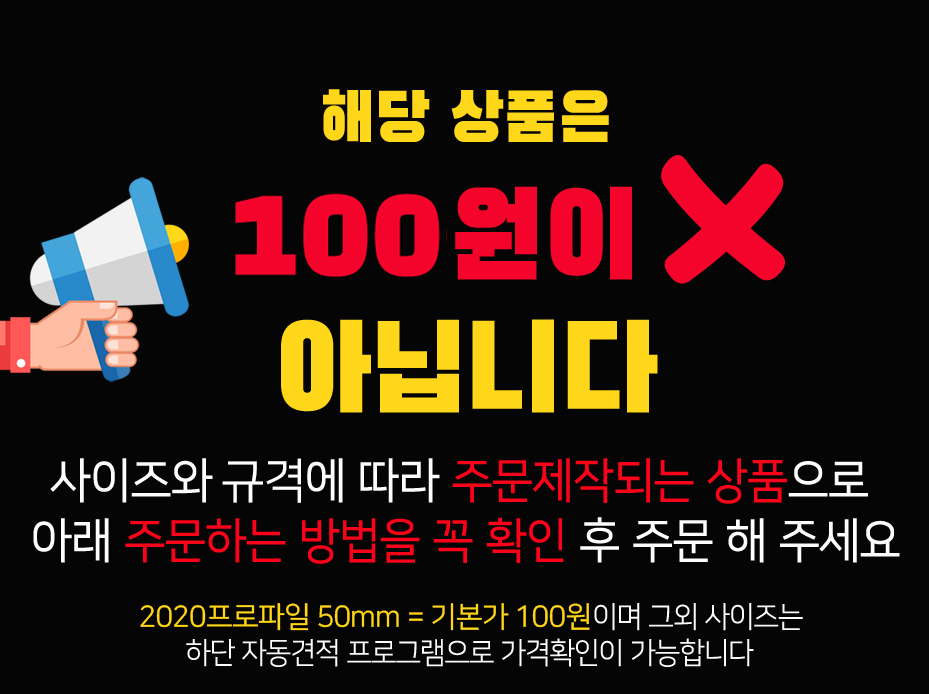 해당 상품은
100원이
아닙니다
사이즈와 규격에 따라 주문제작되는 상품으로
아래 주문하는 방법을 꼭 확인 후 주문 해 주세요
2020프로파일 50mm = 기본가 100원이며 그외 사이즈는
하단 자동견적 프로그램으로 가격확인이 가능합니다